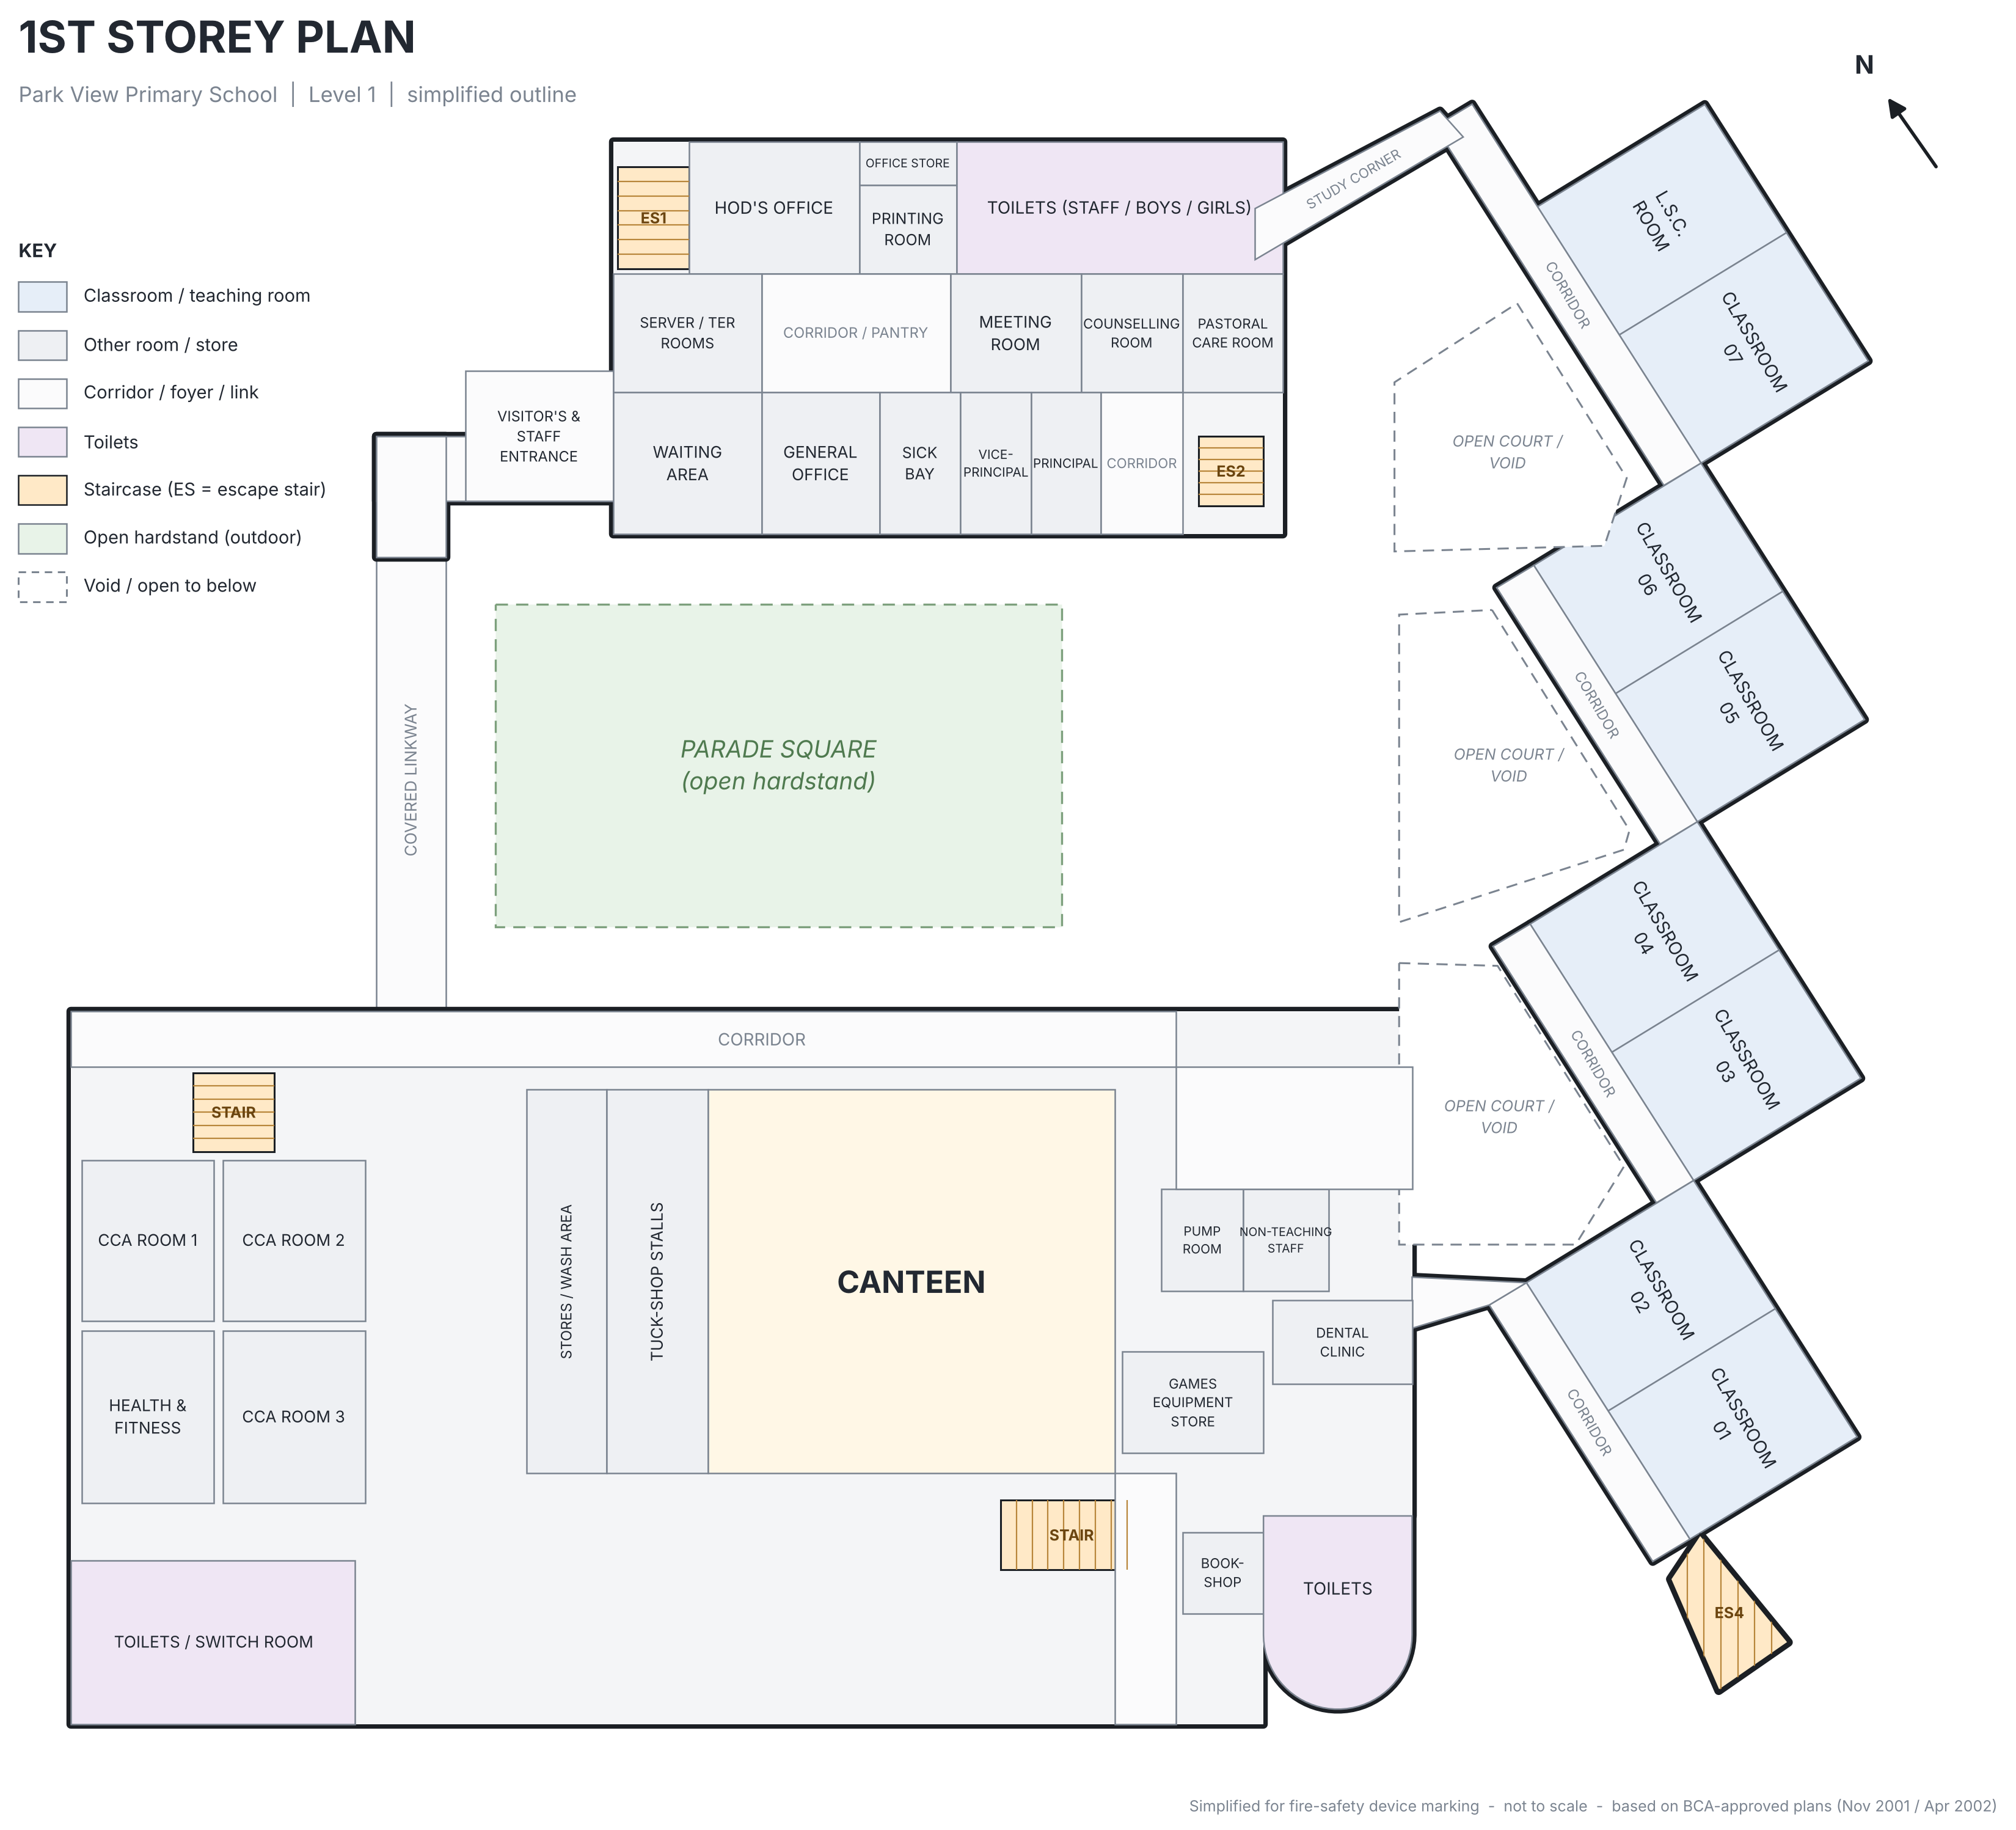 1ST STOREY PLAN
Park View Primary School | Level 1 | simplified outline
N
KEY
Classroom / teaching room
Other room / store
Corridor / foyer / link
Toilets
Staircase (ES = escape stair)
Open hardstand (outdoor)
Void / open to below
ES1
HOD'S OFFICE
OFFICE STORE
PRINTING
ROOM
TOILETS (STAFF / BOYS / GIRLS)
STUDY CORNER
SERVER / TER
ROOMS
CORRIDOR / PANTRY
MEETING
ROOM
COUNSELLING
ROOM
PASTORAL
CARE ROOM
VISITOR'S &
STAFF
ENTRANCE
WAITING
AREA
GENERAL
OFFICE
SICK
BAY
VICE-
PRINCIPAL
PRINCIPAL
CORRIDOR
ES2
L.S.C.
ROOM
CLASSROOM
07
CORRIDOR
OPEN COURT /
VOID
CLASSROOM
06
CLASSROOM
05
CORRIDOR
OPEN COURT /
VOID
COVERED LINKWAY
PARADE SQUARE
(open hardstand)
CLASSROOM
04
CLASSROOM
03
CORRIDOR
OPEN COURT /
VOID
CORRIDOR
STAIR
CCA ROOM 1
CCA ROOM 2
HEALTH &
FITNESS
CCA ROOM 3
STORES / WASH AREA
TUCK-SHOP STALLS
CANTEEN
PUMP
ROOM
NON-TEACHING
STAFF
DENTAL
CLINIC
GAMES
EQUIPMENT
STORE
CLASSROOM
02
CLASSROOM
01
CORRIDOR
STAIR
BOOK-
SHOP
TOILETS
ES4
TOILETS / SWITCH ROOM
Simplified for fire-safety device marking - not to scale - based on BCA-approved plans (Nov 2001 / Apr 2002)